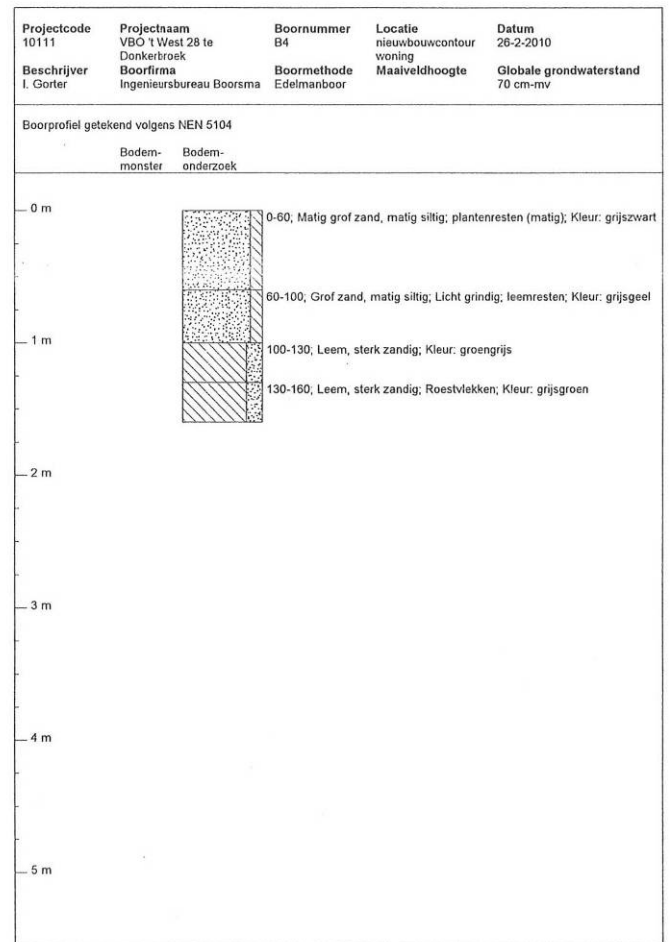 Projectcode Projectnaam Boornummer Locatie Datum
10111 VBO 't West 28 te B4 nieuwbouwcontour 26-2-2010
Donkerbroek woning
Beschrijver Boorfirma Boormethode Maaiveldhoogte Globale grondwaterstand
I. Gorter Ingenieursbureau Boorsma Edelmanboor 70 cm-mv
Boorprofiel getekend volgens NEN 5104
Bodem- Bodem-
monster onderzoek
0 m
0-60; Matig grof zand, matig siltig; plantenresten (matig); Kleur: grijszwart
60-100; Grof zand, matig siltig; Licht grindig; leemresten; Kleur: grijsgeel
1 m
100-130; Leem, sterk zandig; Kleur: groengrijs
130-160; Leem, sterk zandig; Roestvlekken; Kleur: grijsgroen
2 m
3 m
4 m
5 m